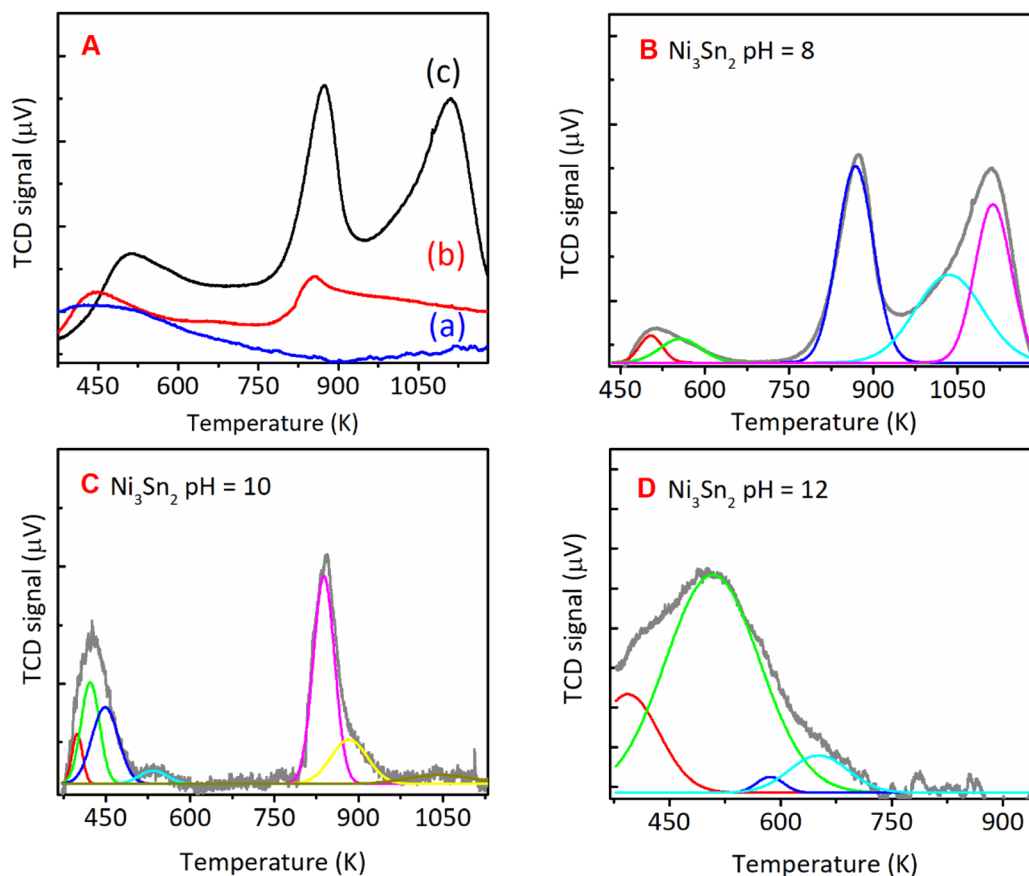 A
(c)
(b)
(a)
TCD signal (µV)
450 600 750 900 1050
Temperature (K)
B Ni₃Sn₂ pH = 8
TCD signal (µV)
450 600 750 900 1050
Temperature (K)
C Ni₃Sn₂ pH = 10
TCD signal (µV)
450 600 750 900 1050
Temperature (K)
D Ni₃Sn₂ pH = 12
TCD signal (µV)
450 600 750 900
Temperature (K)